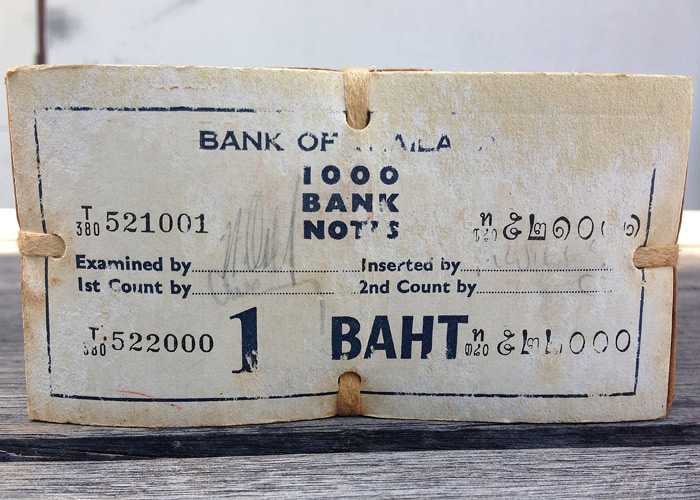 BANK OF THAILAND
1000
BANK
NOTES
T/380 521001 ท/๓๘๐ ๕๒๑๐๐๑
Examined by.................... Inserted by....................
1st Count by.................... 2nd Count by....................
T/380 522000 1 BAHT ท/๓๘๐ ๕๒๒๐๐๐